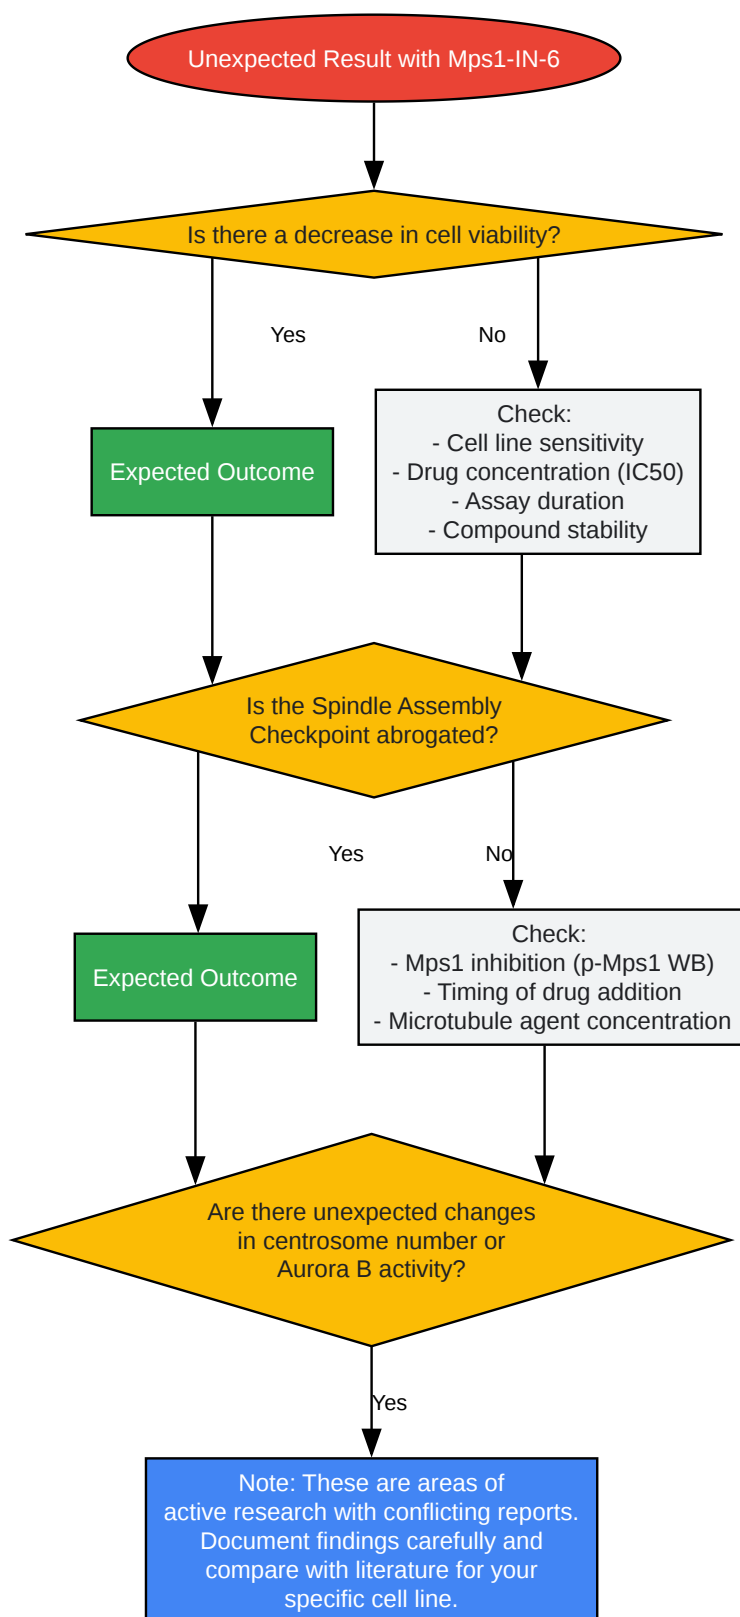 Unexpected Result with Mps1-IN-6
Is there a decrease in cell viability?
Yes
No
Expected Outcome
Check:
- Cell line sensitivity
- Drug concentration (IC50)
- Assay duration
- Compound stability
Is the Spindle Assembly
Checkpoint abrogated?
Yes
No
Expected Outcome
Check:
- Mps1 inhibition (p-Mps1 WB)
- Timing of drug addition
- Microtubule agent concentration
Are there unexpected changes
in centrosome number or
Aurora B activity?
Yes
Note: These are areas of
active research with conflicting reports.
Document findings carefully and
compare with literature for your
specific cell line.